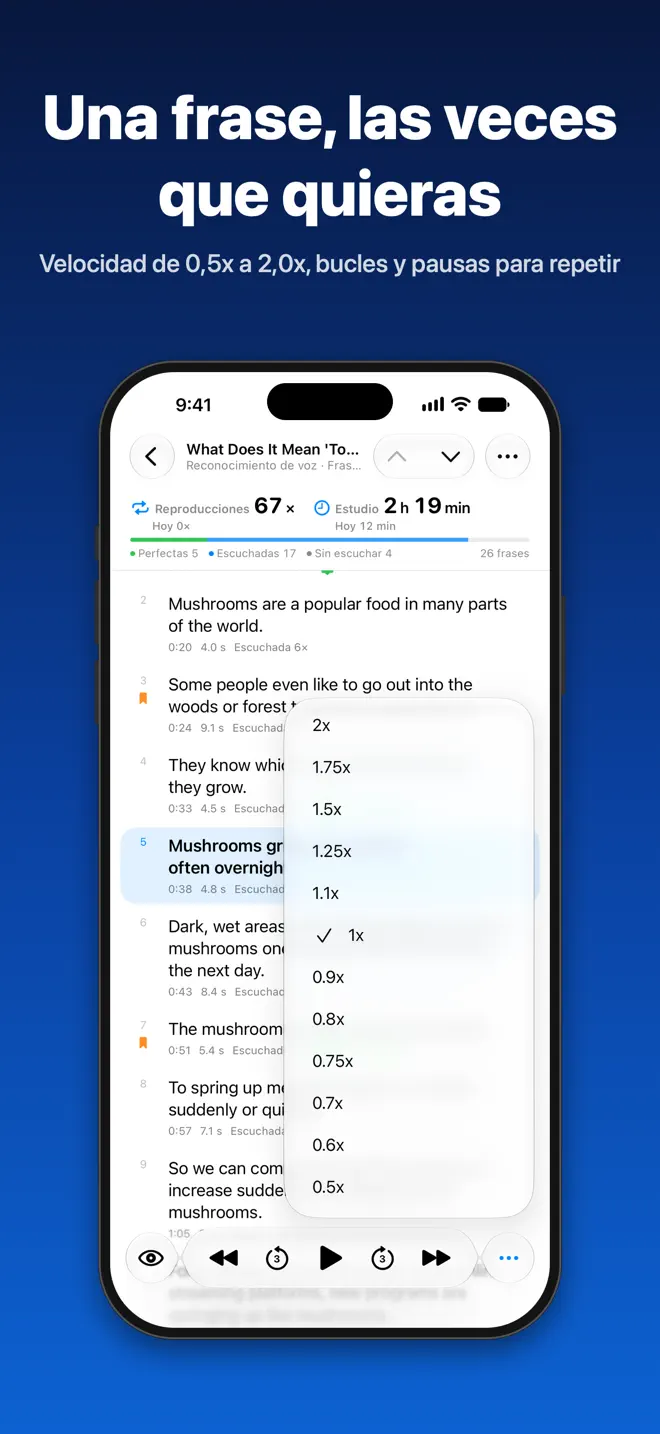 Una frase, las veces
que quieras
Velocidad de 0,5x a 2,0x, bucles y pausas para repetir
9:41
What Does It Mean 'To...
Reconocimiento de voz · Fras...
Reproducciones 67 × Estudio 2 h 19 min
Hoy 0× Hoy 12 min
Perfectas 5 Escuchadas 17 Sin escuchar 4 26 frases
2
Mushrooms are a popular food in many parts
of the world.
0:20 4.0 s Escuchada 6×
3
Some people even like to go out into the
woods or forest
0:24 9.1 s Escuchad
4
They know whic
they grow.
0:33 4.5 s Escuchad
5
Mushrooms gr
often overnigh
0:38 4.8 s Escuchad
6
Dark, wet areas
mushrooms one
the next day.
0:43 8.4 s Escuchad
7
The mushroom
0:51 5.4 s Escuchad
8
To spring up me
suddenly or qui
0:57 7.1 s Escuchada
9
So we can com
increase sudde
mushrooms.
1:05
2x
1.75x
1.5x
1.25x
1.1x
1x
0.9x
0.8x
0.75x
0.7x
0.6x
0.5x
3 3